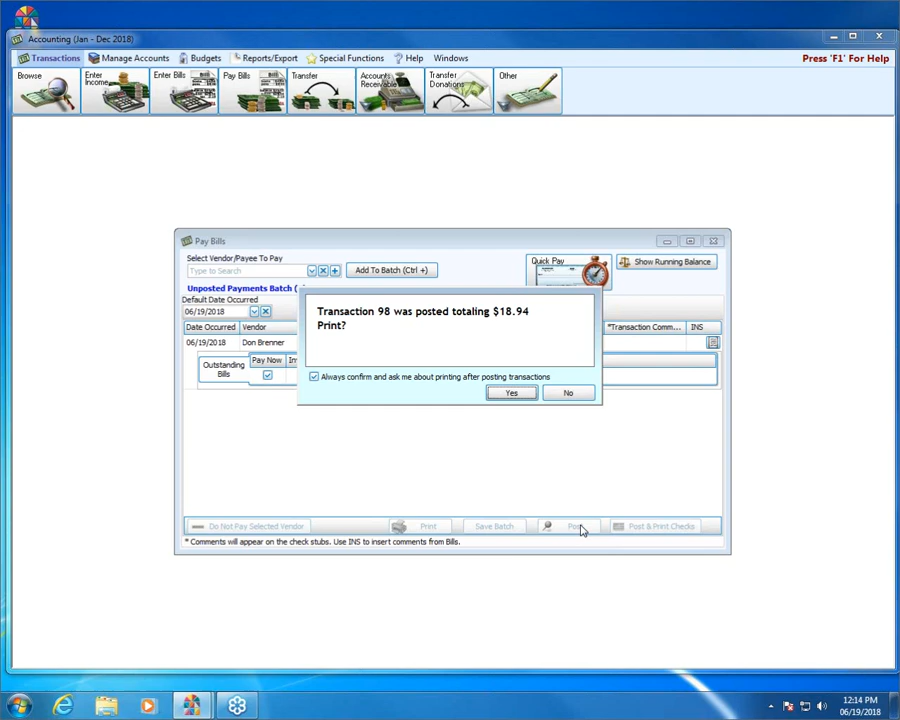 Accounting (Jan - Dec 2018)
Transactions Manage Accounts Budgets Reports/Export Special Functions Help Windows Press 'F1' For Help
Browse
Enter Income
Enter Bills
Pay Bills
Transfer
Accounts Receivable
Transfer Donations
Other
Pay Bills
Select Vendor/Payee To Pay
Type to Search
Add To Batch (Ctrl +)
Quick Pay
Show Running Balance
Unposted Payments Batch (
Default Date Occurred
06/19/2018
Date Occurred Vendor *Transaction Comm... INS
06/19/2018 Don Brenner
Outstanding Bills
Pay Now
Transaction 98 was posted totaling $18.94
Print?
Always confirm and ask me about printing after posting transactions
Yes No
Do Not Pay Selected Vendor Print Save Batch Post Post & Print Checks
* Comments will appear on the check stubs. Use INS to insert comments from Bills.
12:14 PM
06/19/2018